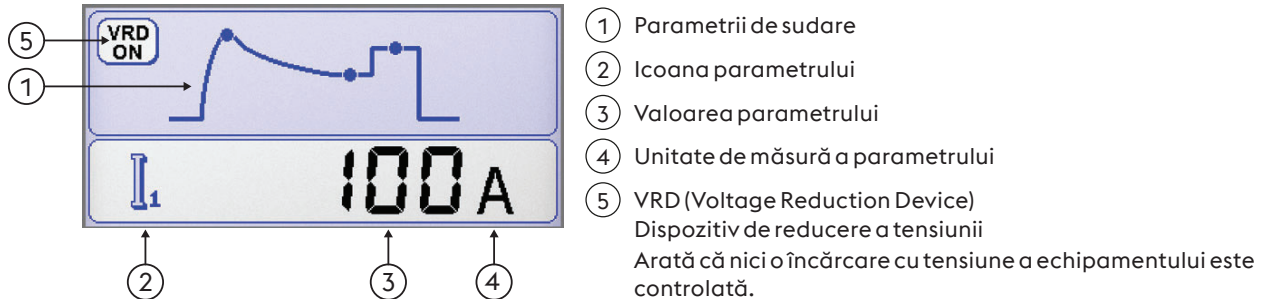 5
VRD
ON
1
I1
100 A
2
3
4
1 Parametrii de sudare
2 Icoana parametrului
3 Valoarea parametrului
4 Unitate de măsură a parametrului
5 VRD (Voltage Reduction Device)
Dispozitiv de reducere a tensiunii
Arată că nici o încărcare cu tensiune a echipamentului este
controlată.